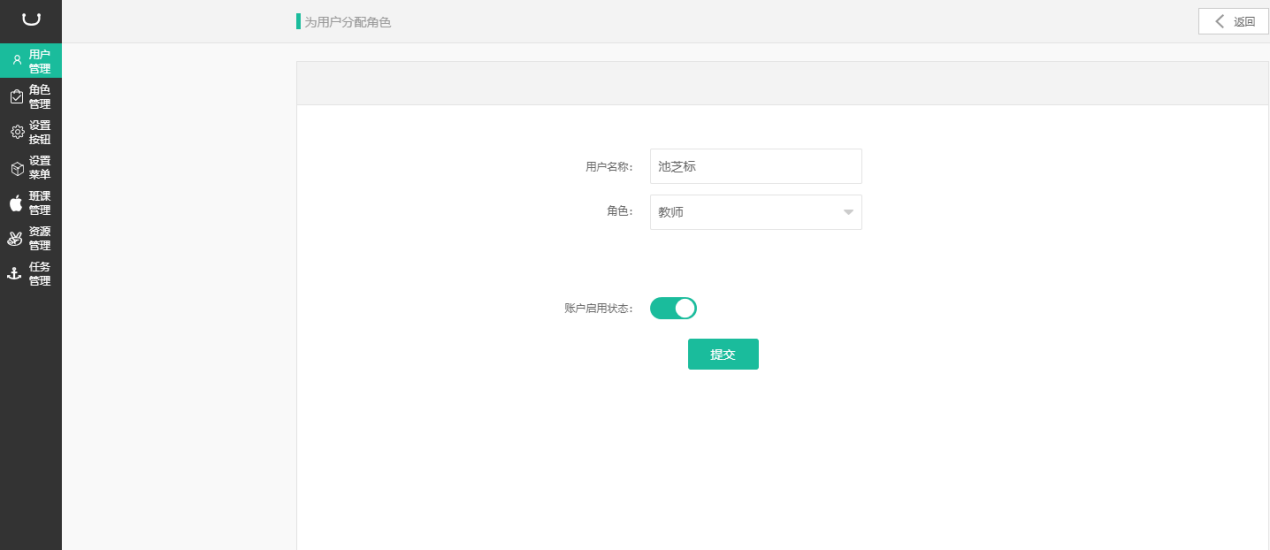 为用户分配角色
返回
用户
管理
角色
管理
设置
按钮
设置
菜单
班课
管理
资源
管理
任务
管理
用户名称：
池芝标
角色：
教师
账户启用状态：
提交